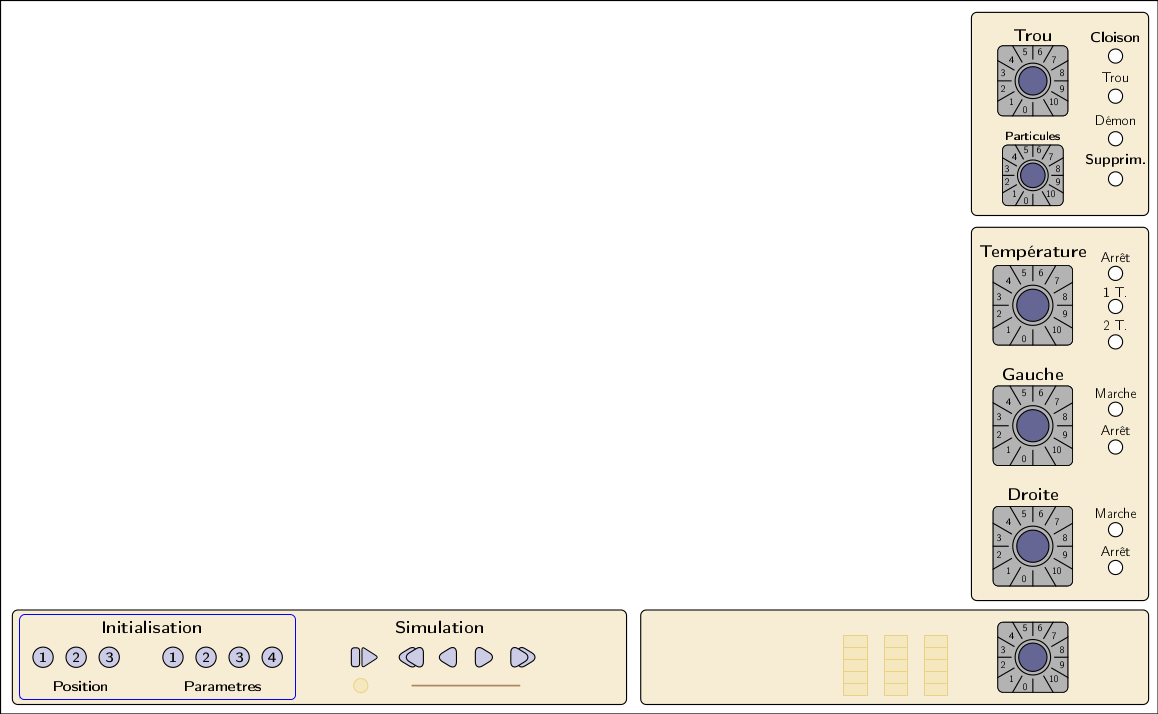 Trou
Cloison
5 6
4 7
3 8
2 9
1 10
0
Trou
Démon
Particules
Supprim.
5 6
4 7
3 8
2 9
1 10
0
Température
Arrêt
5 6
4 7
3 8
2 9
1 10
0
1 T.
2 T.
Gauche
Marche
5 6
4 7
3 8
2 9
1 10
0
Arrêt
Droite
Marche
5 6
4 7
3 8
2 9
1 10
0
Arrêt
Initialisation
1 2 3 1 2 3 4
Position Parametres
Simulation
5 6
4 7
3 8
2 9
1 10
0